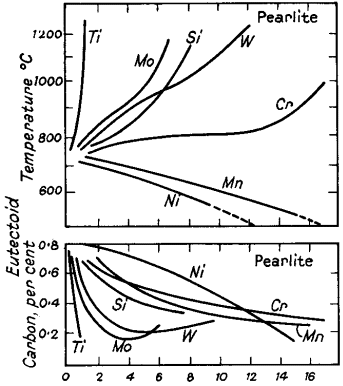 Pearlite
Ti
Mo
Si
W
Cr
Mn
Ni
Temperature °C
1200
1000
800
600
Pearlite
Ni
Si
Cr
Ti
Mo
W
Mn
Eutectoid
Carbon, per cent
0.8
0.6
0.4
0.2
0 2 4 6 8 10 12 14 16